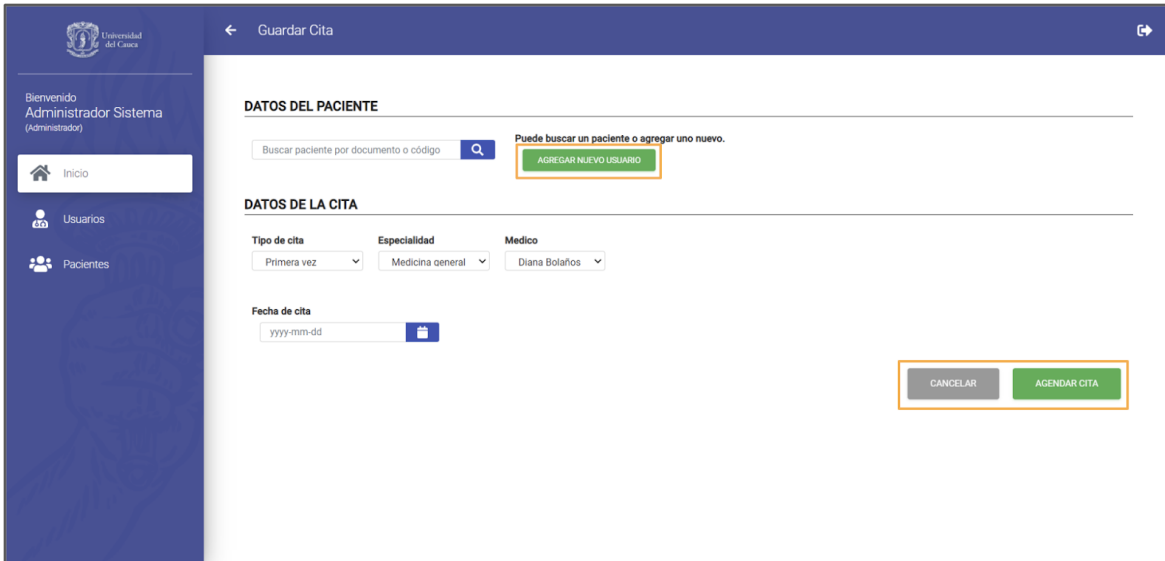 Universidad
del Cauca
Guardar Cita
Bienvenido
Administrador Sistema
(Administrador)
Inicio
Usuarios
Pacientes
DATOS DEL PACIENTE
Puede buscar un paciente o agregar uno nuevo.
Buscar paciente por documento o código
AGREGAR NUEVO USUARIO
DATOS DE LA CITA
Tipo de cita Especialidad Medico
Primera vez Medicina general Diana Bolaños
Fecha de cita
yyyy-mm-dd
CANCELAR AGENDAR CITA